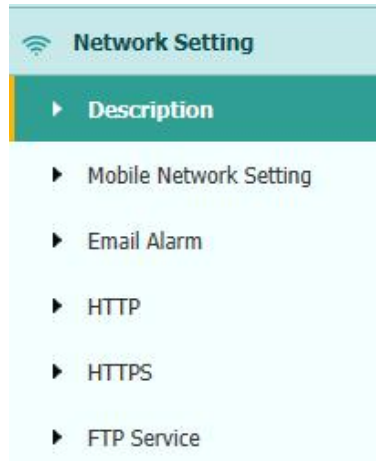 Network Setting
Description
Mobile Network Setting
Email Alarm
HTTP
HTTPS
FTP Service